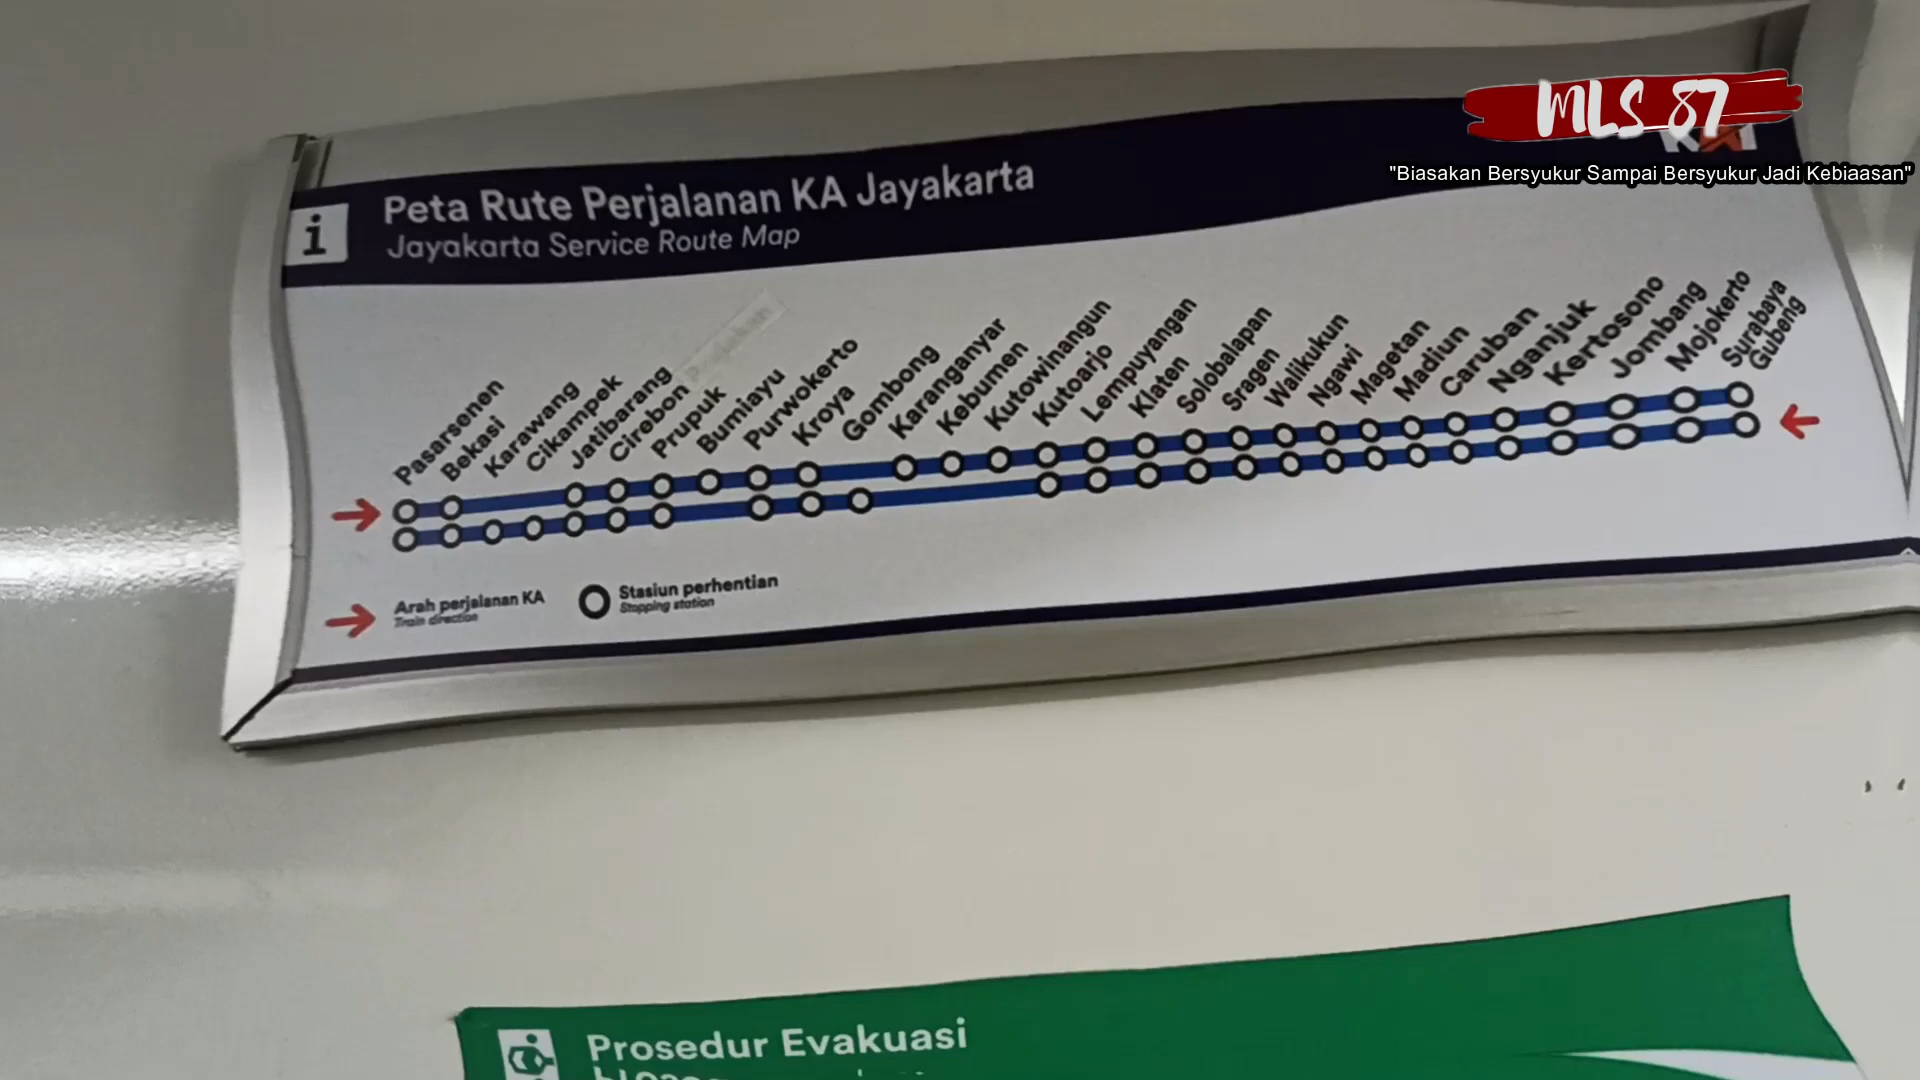 MLS 87
KAI
"Biasakan Bersyukur Sampai Bersyukur Jadi Kebiaasan"
i
Peta Rute Perjalanan KA Jayakarta
Jayakarta Service Route Map
Pasarsenen
Bekasi
Karawang
Cikampek
Jatibarang
Cirebon
Prupuk
Bumiayu
Purwokerto
Kroya
Gombong
Karanganyar
Kebumen
Kutowinangun
Kutoarjo
Lempuyangan
Klaten
Solobalapan
Sragen
Walikukun
Ngawi
Magetan
Madiun
Caruban
Nganjuk
Kertosono
Jombang
Mojokerto
Surabaya
Gubeng
Arah perjalanan KA
Train direction
Stasiun perhentian
Stopping station
Prosedur Evakuasi